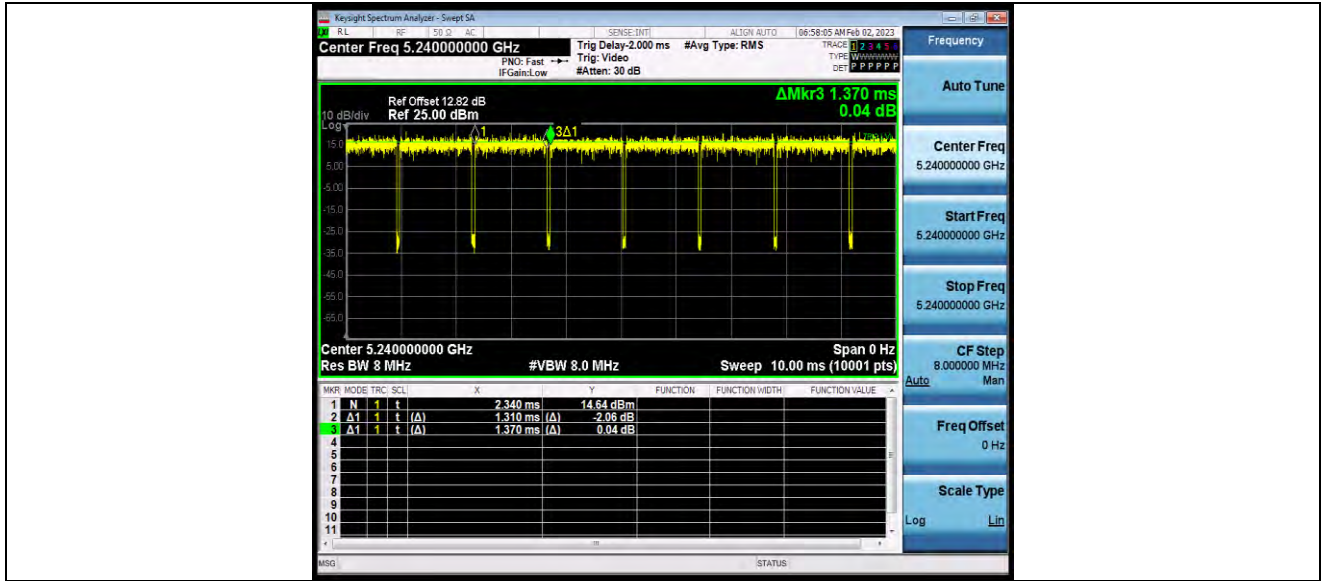 Keysight Spectrum Analyzer - Swept SA
RL RF 50 Ω AC SENSE:INT ALIGN AUTO 06:58:05 AM Feb 02, 2023
Center Freq 5.240000000 GHz
PNO: Fast
IFGain:Low
Trig Delay-2.000 ms
Trig: Video
#Atten: 30 dB
#Avg Type: RMS
TRACE 1 2 3 4 5 6
TYPE WWWWWW
DET P P P P P P
ΔMkr3 1.370 ms
0.04 dB
Ref Offset 12.82 dB
10 dB/div Ref 25.00 dBm
Log
1 3Δ1
15.0
5.00
-5.00
-15.0
-25.0
-35.0
-45.0
-55.0
-65.0
Center 5.240000000 GHz Span 0 Hz
Res BW 8 MHz #VBW 8.0 MHz Sweep 10.00 ms (10001 pts)
MKR MODE TRC SCL X Y FUNCTION FUNCTION WIDTH FUNCTION VALUE
1 N 1 t 2.340 ms 14.64 dBm
2 Δ1 1 t (Δ) 1.310 ms (Δ) -2.06 dB
3 Δ1 1 t (Δ) 1.370 ms (Δ) 0.04 dB
4
5
6
7
8
9
10
11
MSG STATUS
Frequency
Auto Tune
Center Freq
5.240000000 GHz
Start Freq
5.240000000 GHz
Stop Freq
5.240000000 GHz
CF Step
8.000000 MHz
Auto Man
Freq Offset
0 Hz
Scale Type
Log Lin